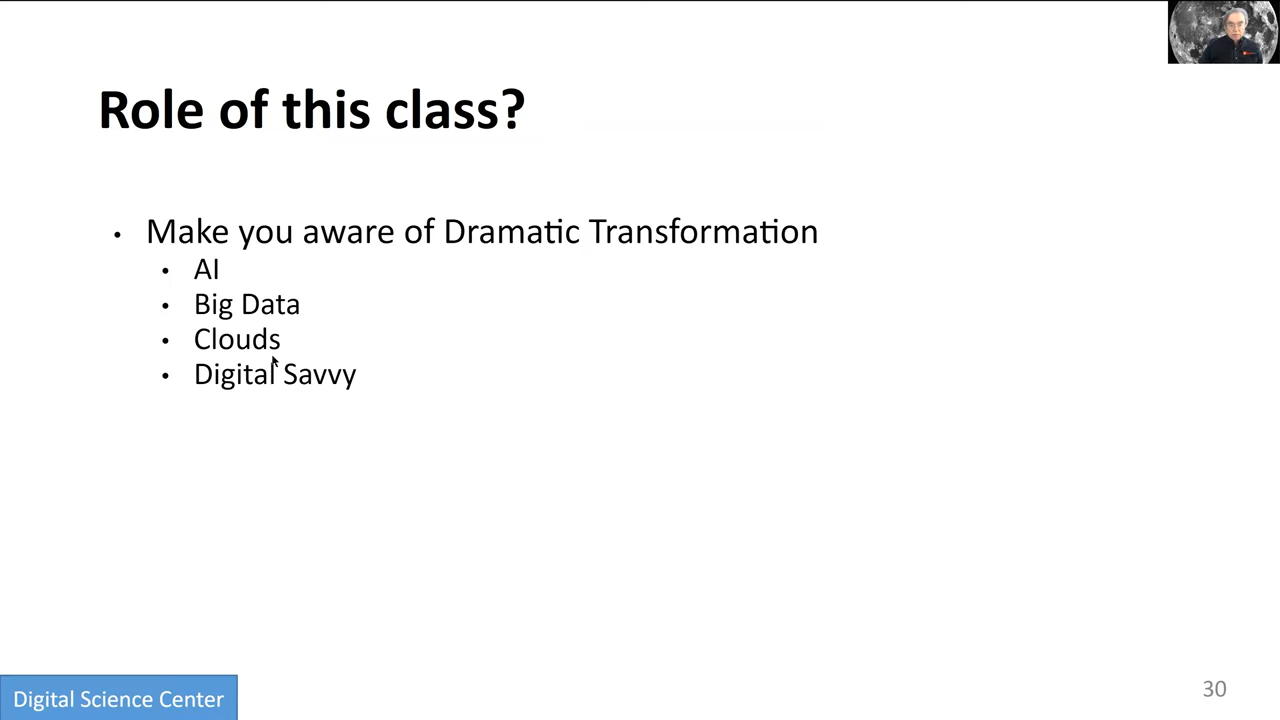 Role of this class?
• Make you aware of Dramatic Transformation
• AI
• Big Data
• Clouds
• Digital Savvy
Digital Science Center
30